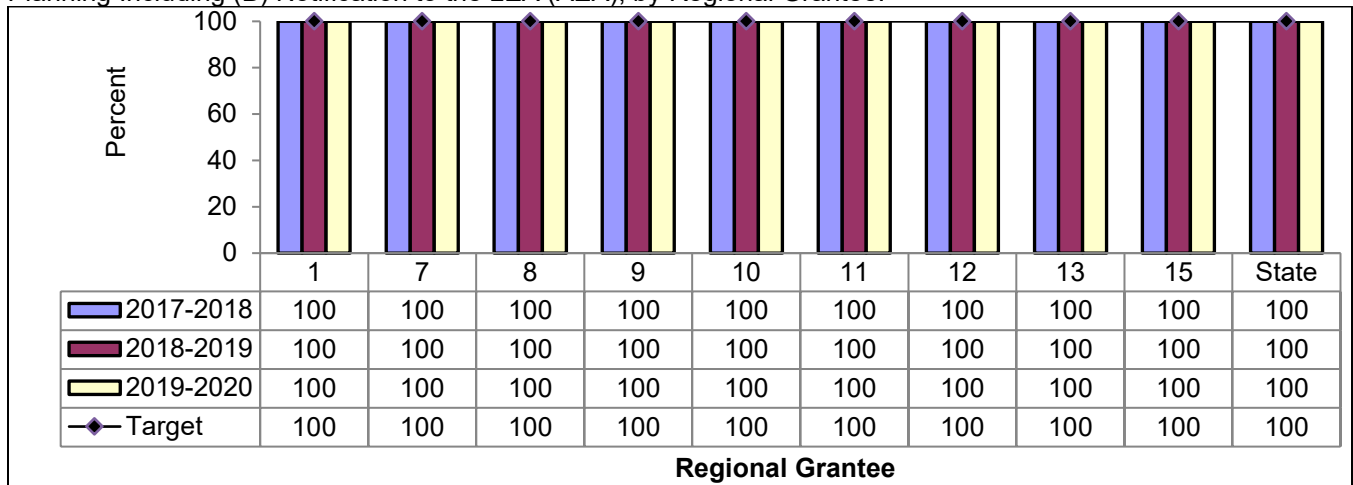 Planning Including (B) Notification to the LEA (AEA), by Regional Grantee.
Percent
100
80
60
40
20
0
1 7 8 9 10 11 12 13 15 State
2017-2018 100 100 100 100 100 100 100 100 100 100
2018-2019 100 100 100 100 100 100 100 100 100 100
2019-2020 100 100 100 100 100 100 100 100 100 100
Target 100 100 100 100 100 100 100 100 100 100
Regional Grantee